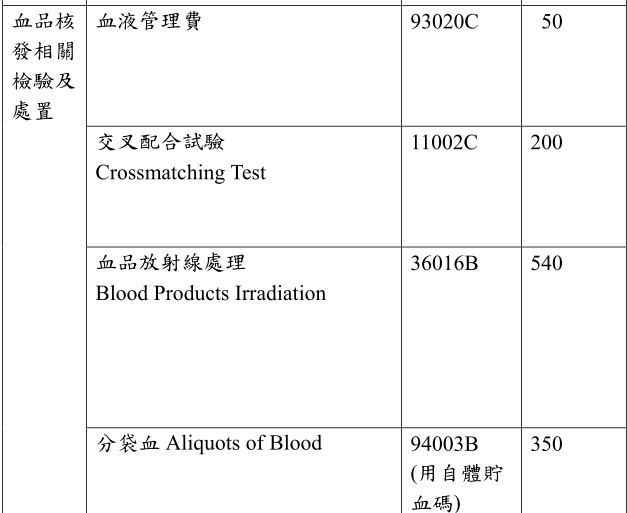 血品核
發相關
檢驗及
處置
血液管理費
93020C
50
交叉配合試驗
Crossmatching Test
11002C
200
血品放射線處理
Blood Products Irradiation
36016B
540
分袋血 Aliquots of Blood
94003B
(用自體貯
血碼)
350